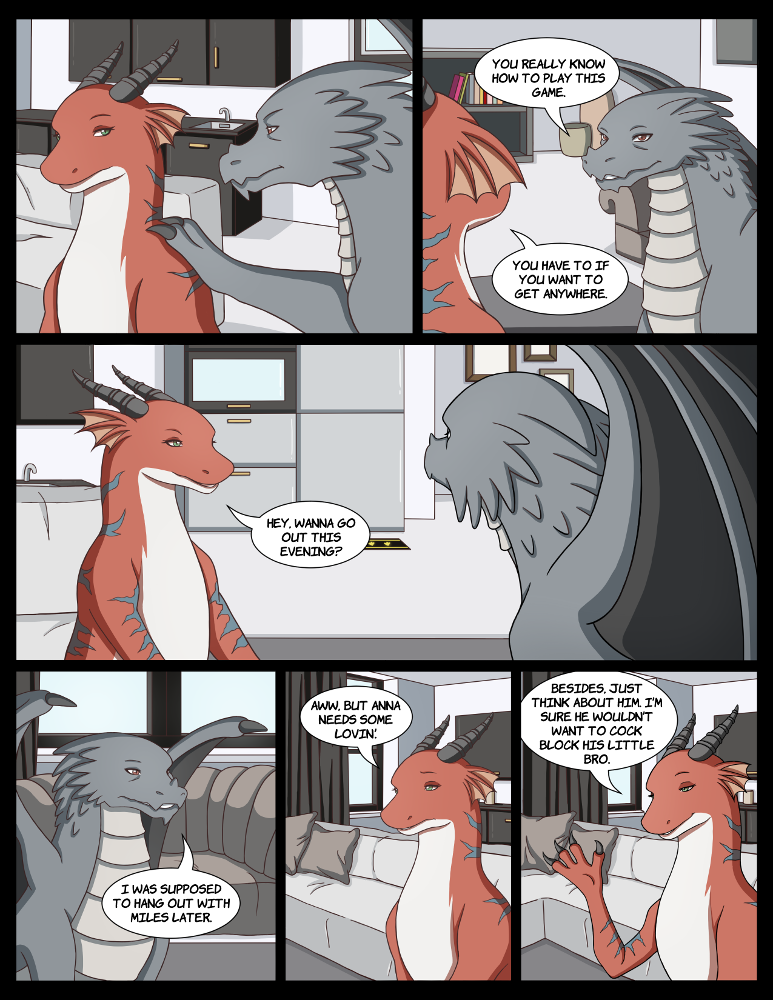 YOU REALLY KNOW
HOW TO PLAY THIS
GAME.
YOU HAVE TO IF
YOU WANT TO
GET ANYWHERE.
HEY, WANNA GO
OUT THIS
EVENING?
I WAS SUPPOSED
TO HANG OUT WITH
MILES LATER.
AWW, BUT ANNA
NEEDS SOME
LOVIN'.
BESIDES, JUST
THINK ABOUT HIM. I'M
SURE HE WOULDN'T
WANT TO COCK
BLOCK HIS LITTLE
BRO.